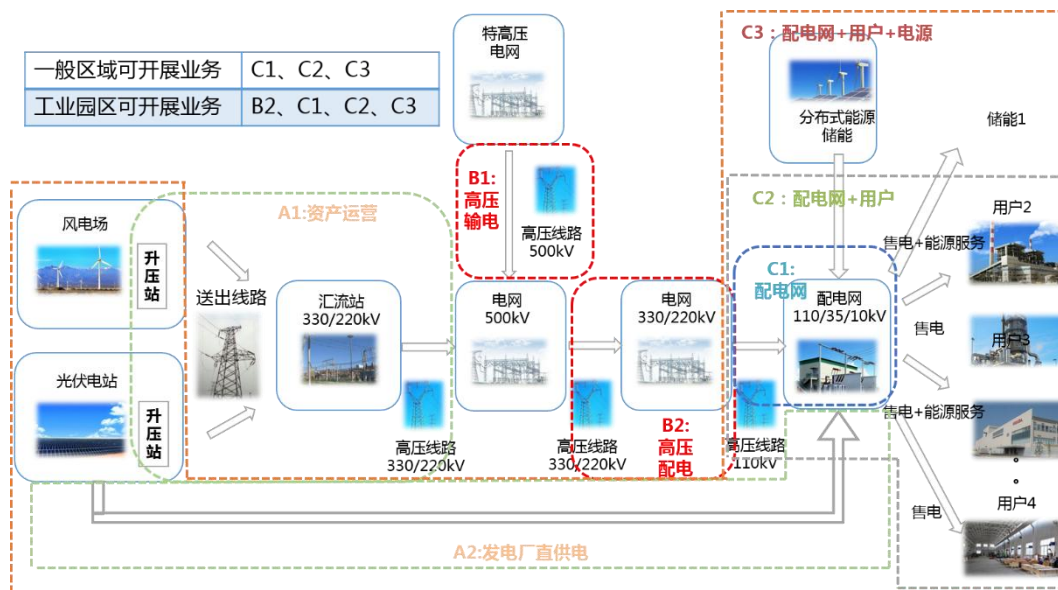 一般区域可开展业务 C1、C2、C3
工业园区可开展业务 B2、C1、C2、C3
特高压
电网
C3：配电网+用户+电源
分布式能源
储能
储能1
B1:
高压
输电
高压线路
500kV
A1:资产运营
C2：配电网+用户
风电场
升压站
送出线路
汇流站
330/220kV
电网
500kV
电网
330/220kV
C1:
配电网
配电网
110/35/10kV
售电+能源服务
用户2
售电
用户3
光伏电站
升压站
高压线路
330/220kV
高压线路
330/220kV
B2:
高压
配电
高压线路
110kV
售电+能源服务
用户4
售电
A2:发电厂直供电